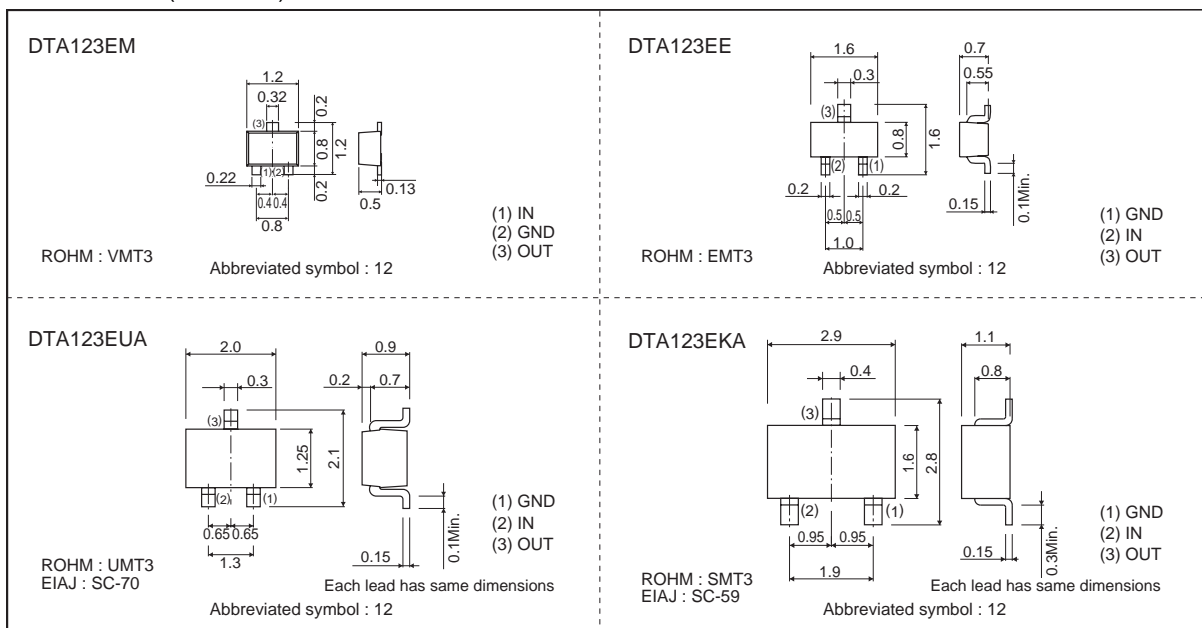 DTA123EM
1.2
0.32
0.2
(3)
0.8
1.2
(1) (2)
0.22
0.2
0.13
0.4 0.4
0.5
0.8
(1) IN
(2) GND
(3) OUT
ROHM : VMT3
Abbreviated symbol : 12
DTA123EE
1.6
0.7
0.3
0.55
(3)
0.8
1.6
(2) (1)
0.2
0.2
0.15
0.1Min.
0.5 0.5
1.0
(1) GND
(2) IN
(3) OUT
ROHM : EMT3
Abbreviated symbol : 12
DTA123EUA
2.0
0.9
0.3
0.2
0.7
(3)
1.25
2.1
(2) (1)
0.65 0.65
1.3
0.15
0.1Min.
(1) GND
(2) IN
(3) OUT
ROHM : UMT3
EIAJ : SC-70
Each lead has same dimensions
Abbreviated symbol : 12
DTA123EKA
2.9
1.1
0.4
0.8
(3)
1.6
2.8
(2) (1)
0.95 0.95
1.9
0.15
0.3Min.
(1) GND
(2) IN
(3) OUT
ROHM : SMT3
EIAJ : SC-59
Each lead has same dimensions
Abbreviated symbol : 12